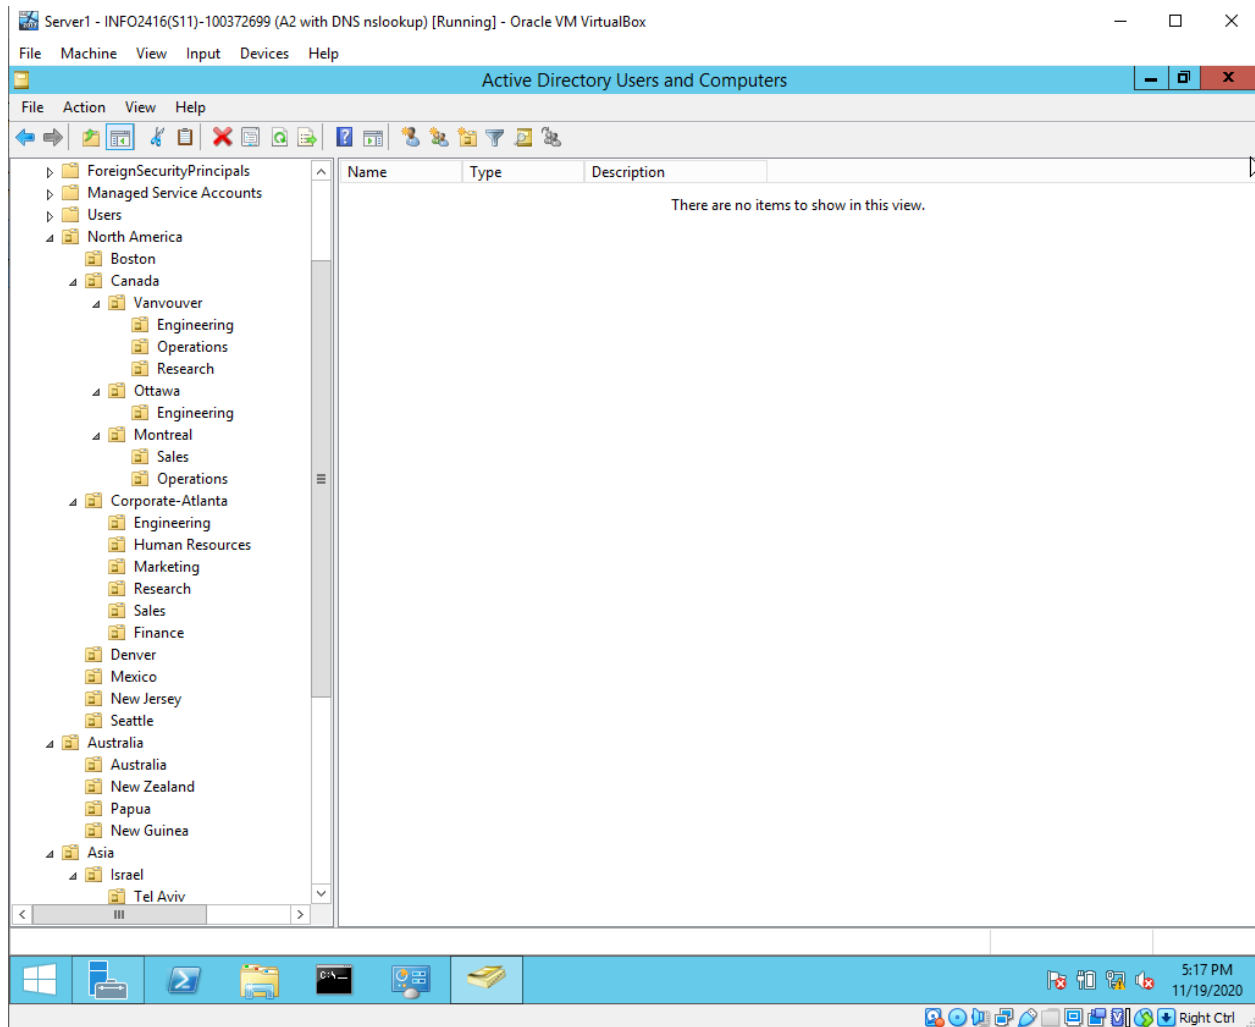 Server1 - INFO2416(S11)-100372699 (A2 with DNS nslookup) [Running] - Oracle VM VirtualBox
File Machine View Input Devices Help
Active Directory Users and Computers
File Action View Help
ForeignSecurityPrincipals
Managed Service Accounts
Users
North America
Boston
Canada
Vanvouver
Engineering
Operations
Research
Ottawa
Engineering
Montreal
Sales
Operations
Corporate-Atlanta
Engineering
Human Resources
Marketing
Research
Sales
Finance
Denver
Mexico
New Jersey
Seattle
Australia
Australia
New Zealand
Papua
New Guinea
Asia
Israel
Tel Aviv
Name Type Description
There are no items to show in this view.
C:\
5:17 PM
11/19/2020
Right Ctrl